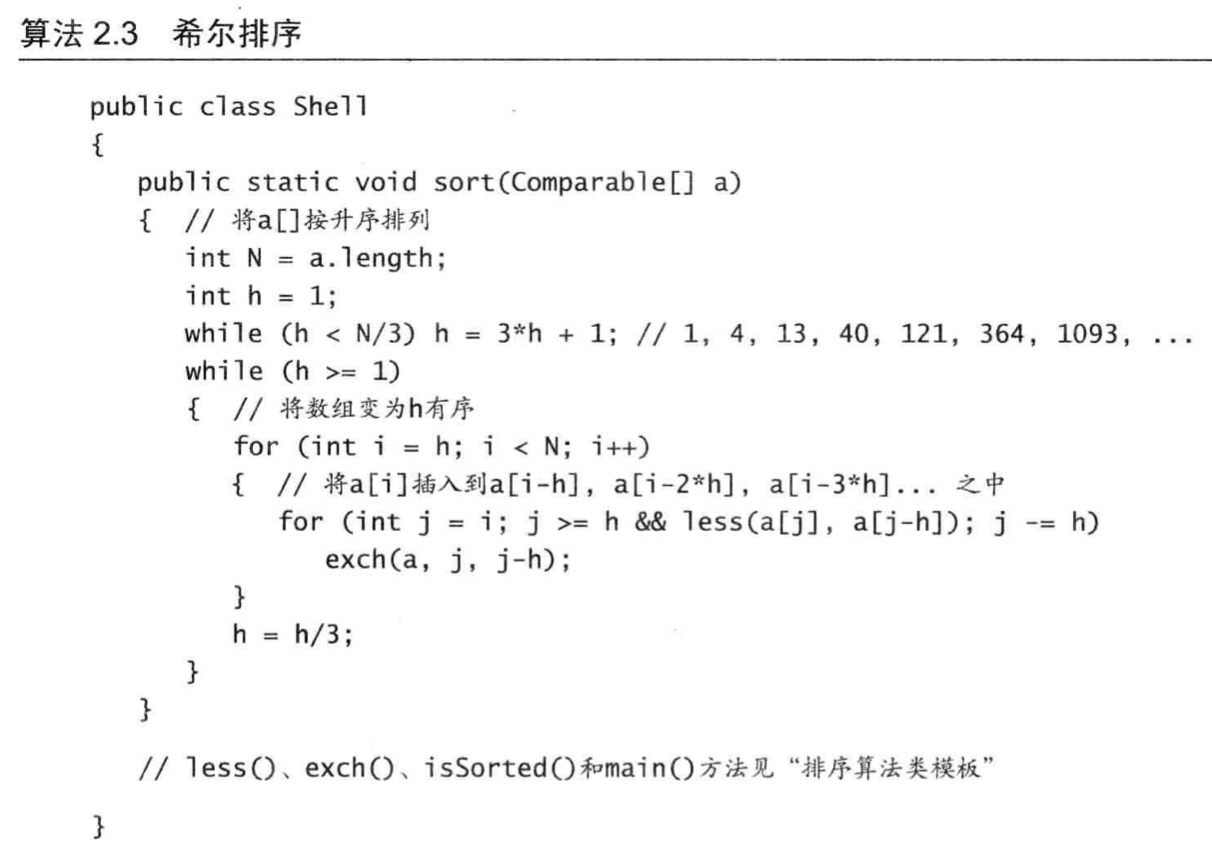 算法 2.3 希尔排序
public class Shell
{
public static void sort(Comparable[] a)
{ // 将a[]按升序排列
int N = a.length;
int h = 1;
while (h < N/3) h = 3*h + 1; // 1, 4, 13, 40, 121, 364, 1093, ...
while (h >= 1)
{ // 将数组变为h有序
for (int i = h; i < N; i++)
{ // 将a[i]插入到a[i-h], a[i-2*h], a[i-3*h]... 之中
for (int j = i; j >= h && less(a[j], a[j-h]); j -= h)
exch(a, j, j-h);
}
h = h/3;
}
}
// less()、exch()、isSorted()和main()方法见“排序算法类模板”
}